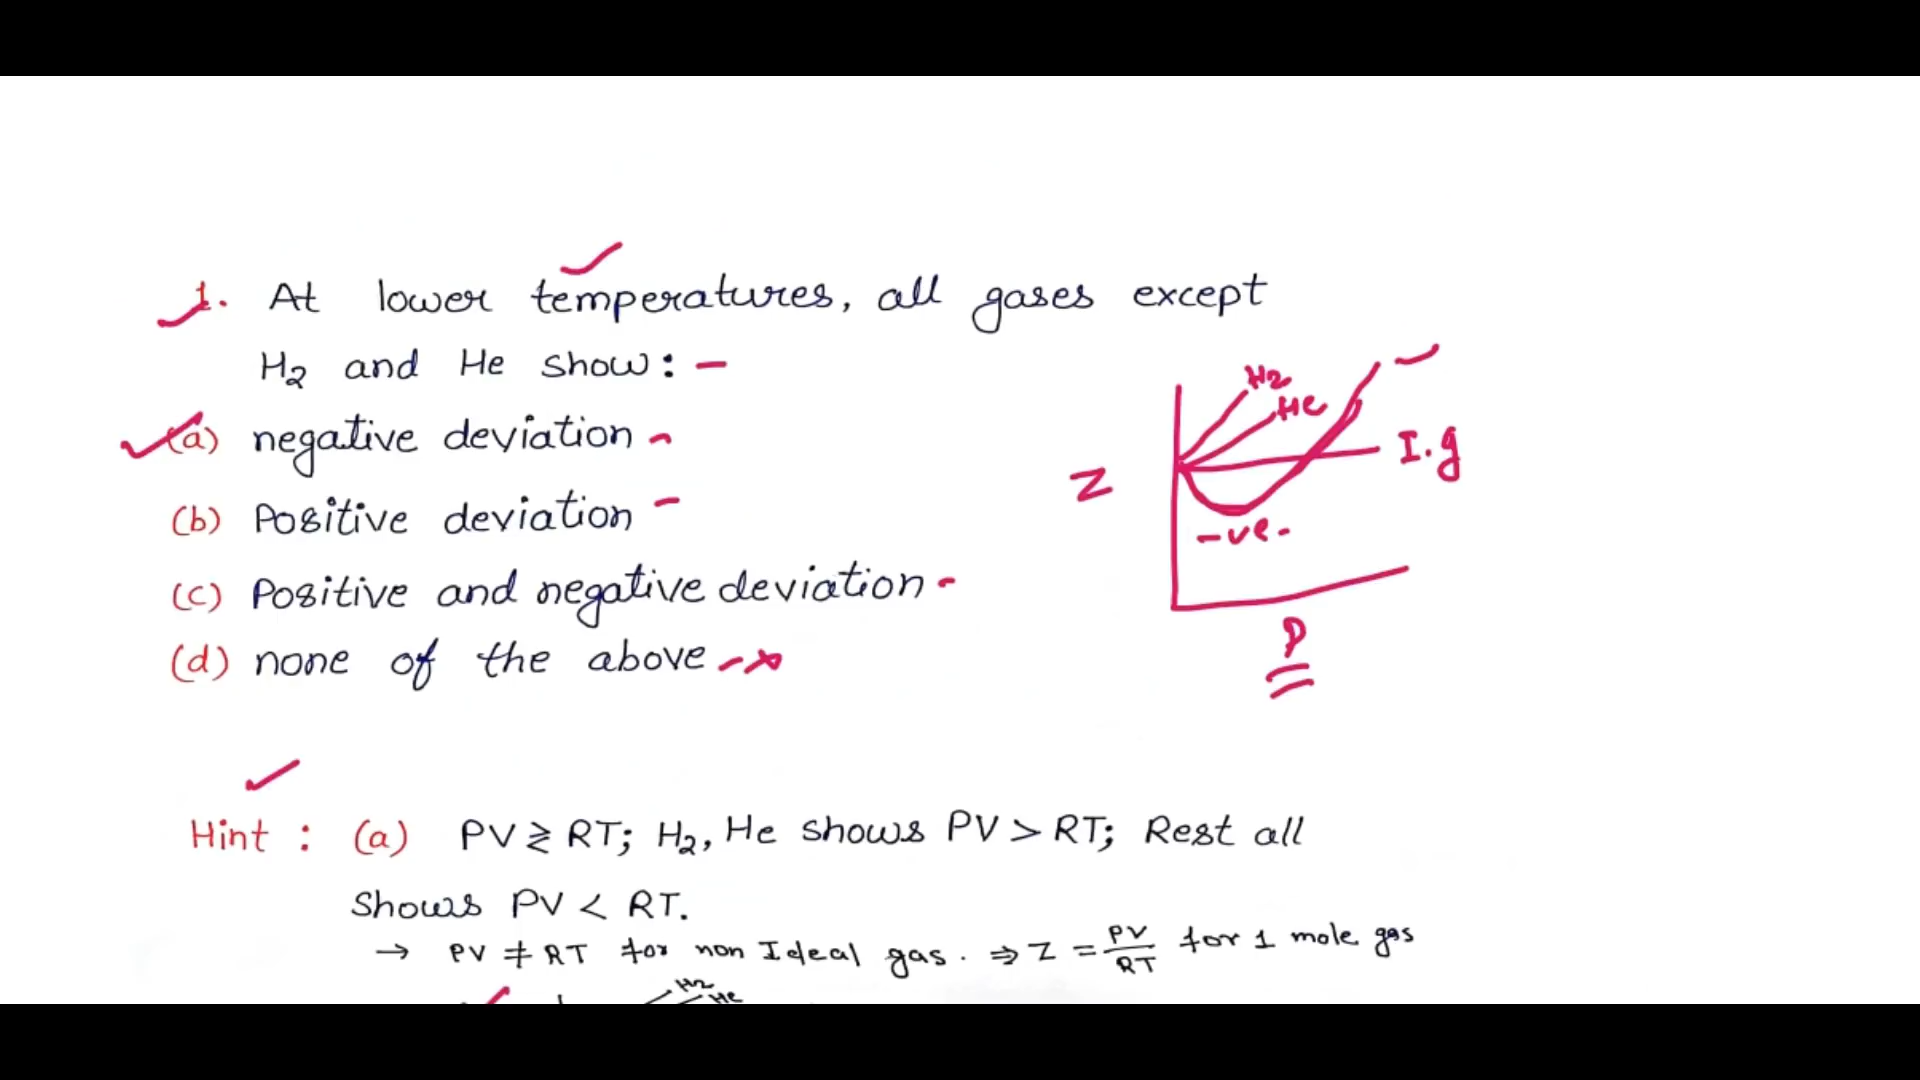 1. At lower temperatures, all gases except
H₂ and He show: -
(a) negative deviation
(b) Positive deviation
(c) Positive and negative deviation
(d) none of the above
H2
He
I.g
Z
-ve.
P
Hint : (a) PV ≷ RT; H₂, He shows PV > RT; Rest all
Shows PV < RT.
→ PV ≠ RT for non Ideal gas. ⇒ Z = PV/RT for 1 mole gas
H2
He